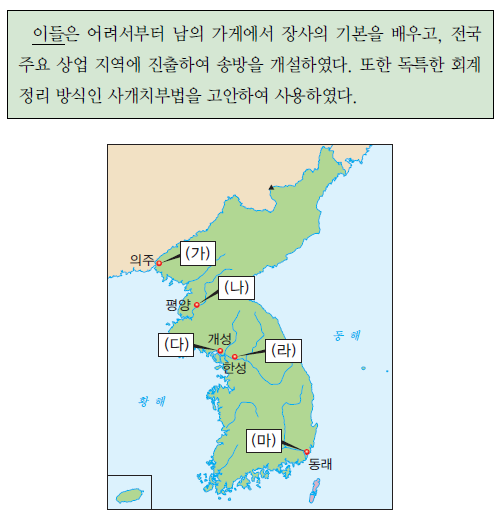 이들은 어려서부터 남의 가게에서 장사의 기본을 배우고, 전국
주요 상업 지역에 진출하여 송방을 개설하였다. 또한 독특한 회계
정리 방식인 사개치부법을 고안하여 사용하였다.
의주
(가)
(나)
평양
개성
(다)
(라)
한성
동 해
황 해
(마)
동래